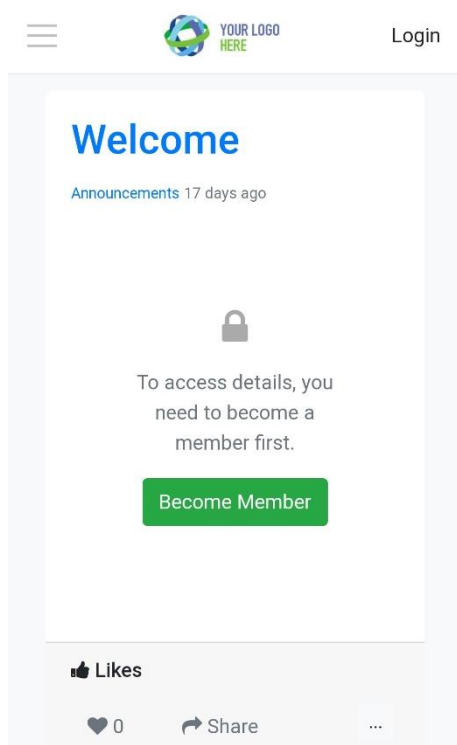 YOUR LOGO
HERE
Login
Welcome
Announcements 17 days ago
To access details, you
need to become a
member first.
Become Member
Likes
0
Share
...